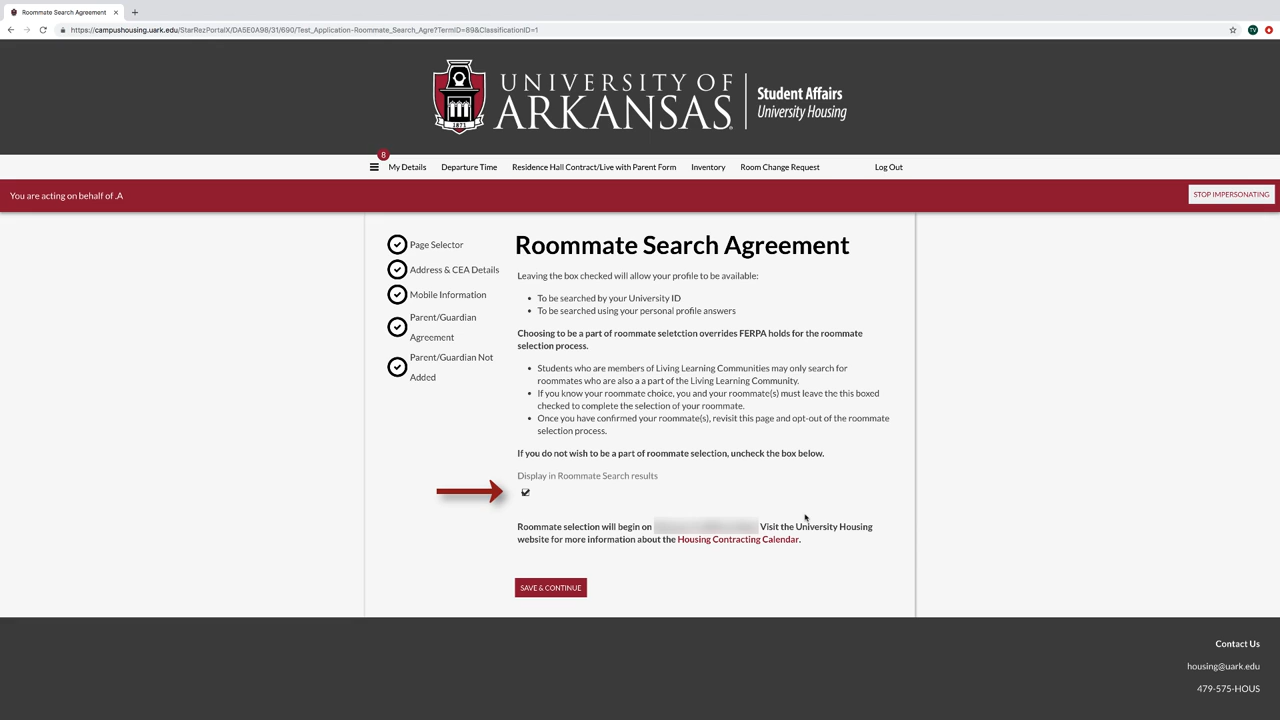 Roommate Search Agreement
https://campushousing.uark.edu/StarRezPortalX/DA5E0A98/31/690/Test_Application-Roommate_Search_Agre?TermID=89&ClassificationID=1
TV
UNIVERSITY OF
ARKANSAS
1871
Student Affairs
University Housing
8
My Details
Departure Time
Residence Hall Contract/Live with Parent Form
Inventory
Room Change Request
Log Out
You are acting on behalf of .A
STOP IMPERSONATING
Page Selector
Address & CEA Details
Mobile Information
Parent/Guardian
Agreement
Parent/Guardian Not
Added
Roommate Search Agreement
Leaving the box checked will allow your profile to be available:
• To be searched by your University ID
• To be searched using your personal profile answers
Choosing to be a part of roommate seletction overrides FERPA holds for the roommate
selection process.
• Students who are members of Living Learning Communities may only search for
roommates who are also a a part of the Living Learning Community.
• If you know your roommate choice, you and your roommate(s) must leave the this boxed
checked to complete the selection of your roommate.
• Once you have confirmed your roommate(s), revisit this page and opt-out of the roommate
selection process.
If you do not wish to be a part of roommate selection, uncheck the box below.
Display in Roommate Search results
Roommate selection will begin on Visit the University Housing
website for more information about the Housing Contracting Calendar.
SAVE & CONTINUE
Contact Us
housing@uark.edu
479-575-HOUS